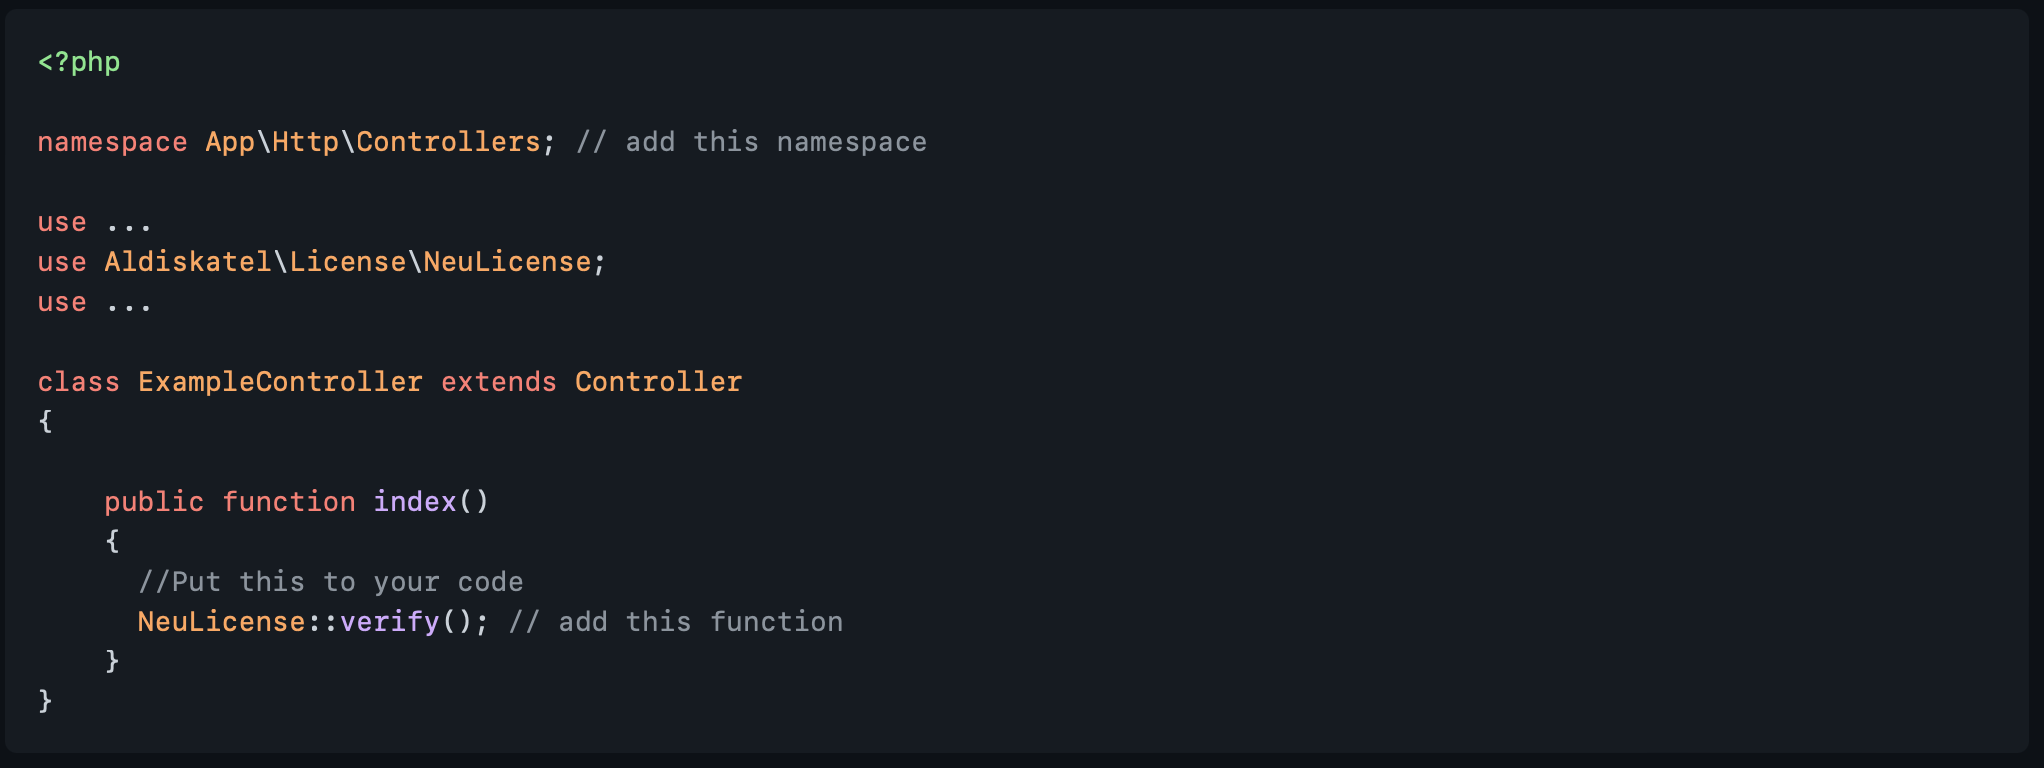 <?php
namespace App\Http\Controllers; // add this namespace
use ...
use Aldiskatel\License\NeuLicense;
use ...
class ExampleController extends Controller
{
public function index()
{
//Put this to your code
NeuLicense::verify(); // add this function
}
}